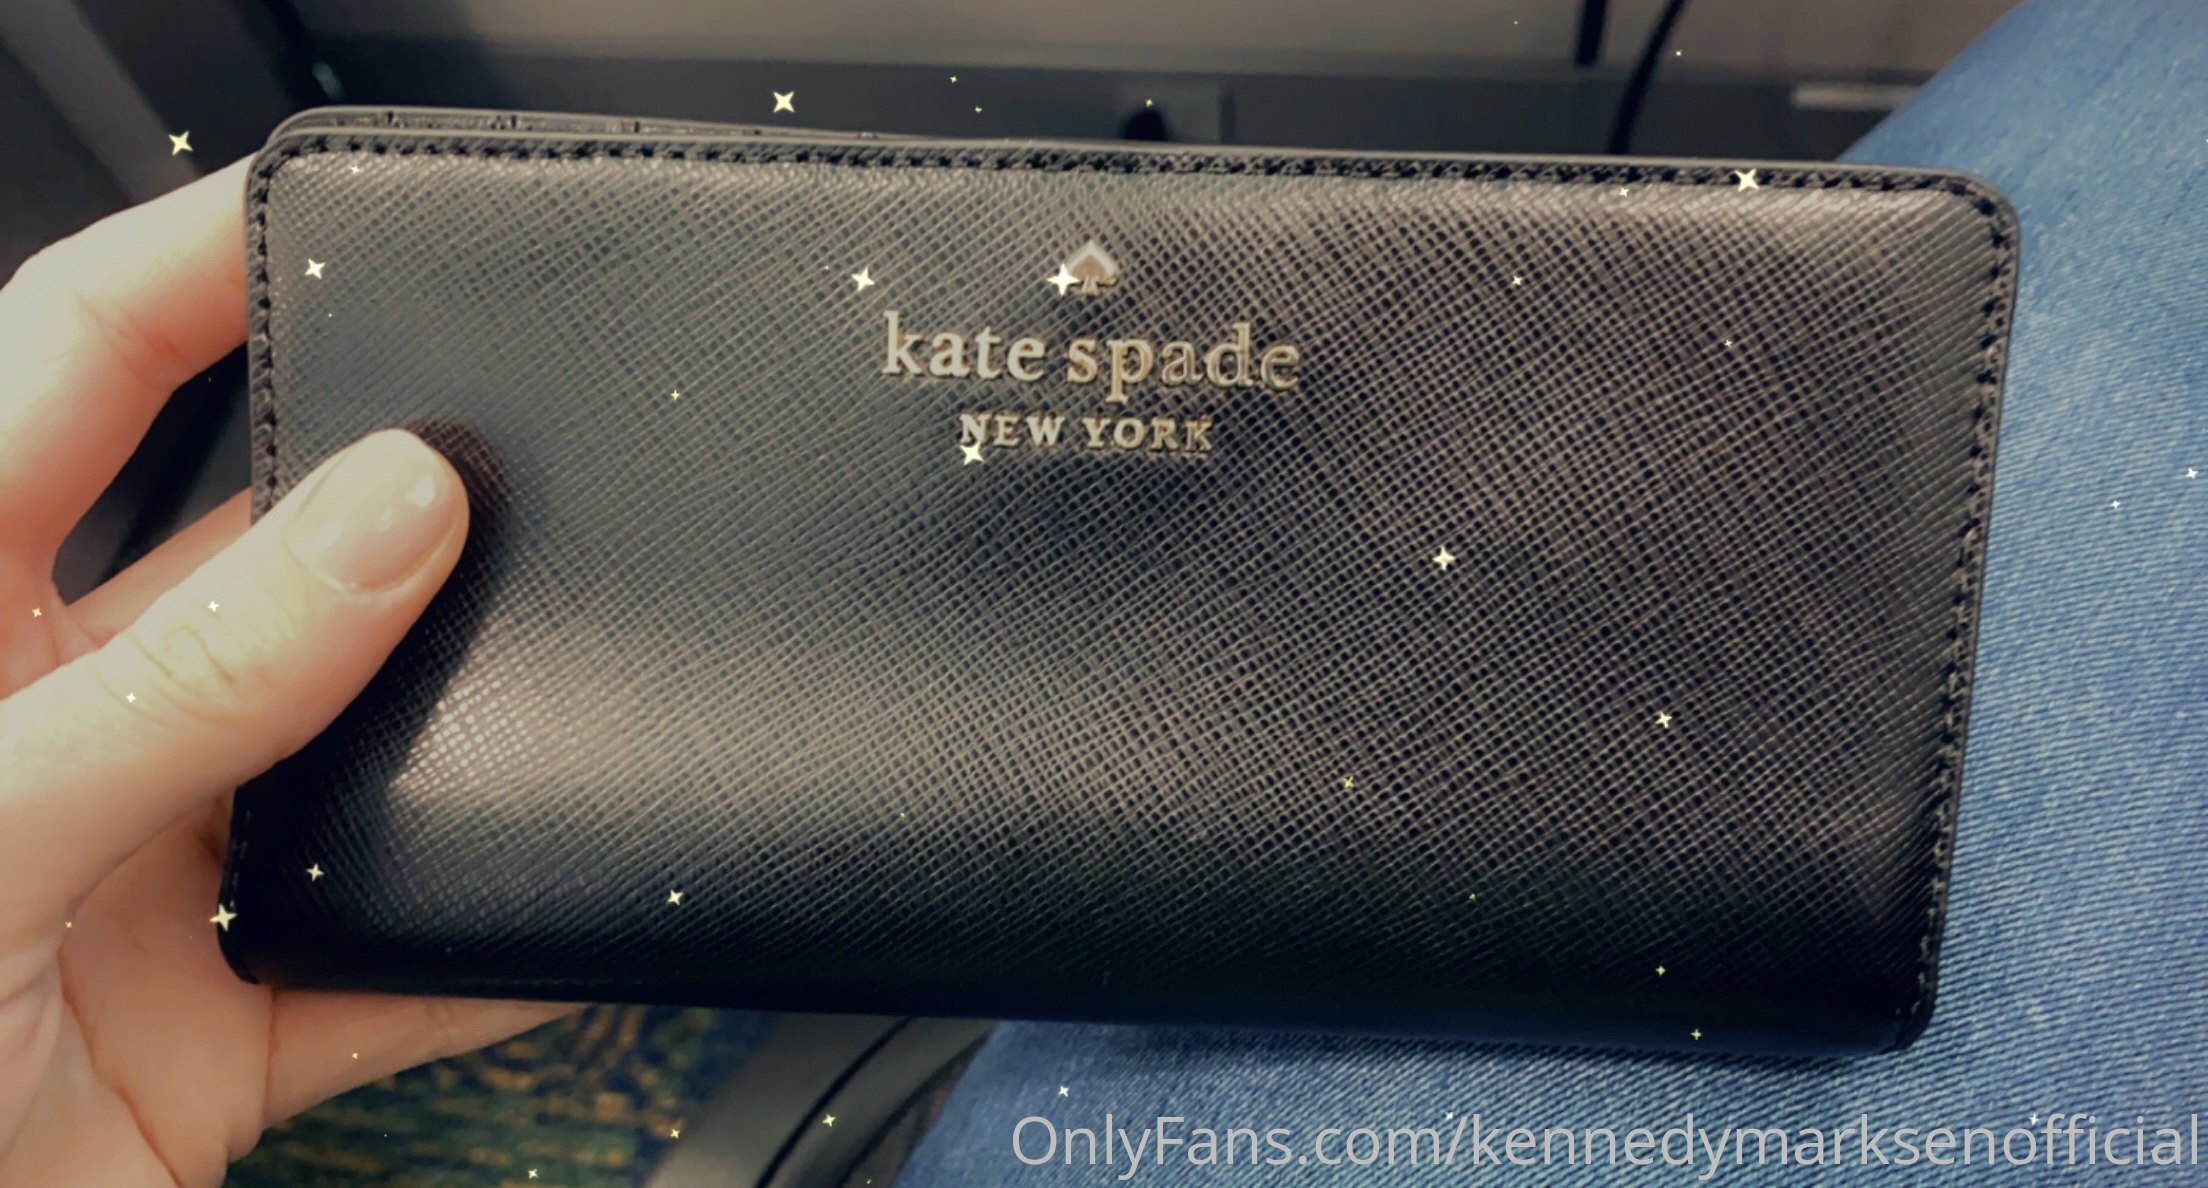 kate spade
NEW YORK
OnlyFans.com/kennedymarksenofficial